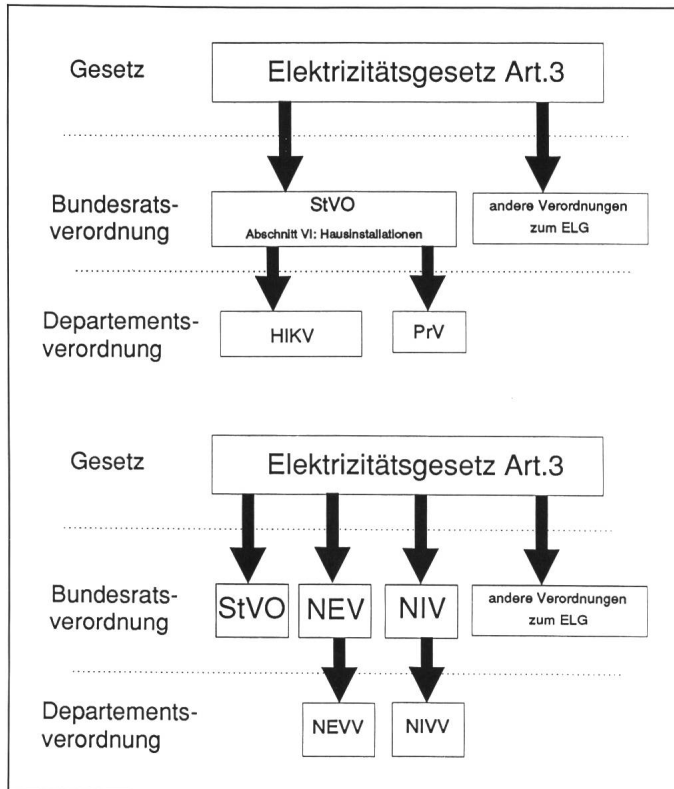 Gesetz
Elektrizitätsgesetz Art.3
Bundesrats-
verordnung
StVO
Abschnitt VI: Hausinstallationen
andere Verordnungen
zum ELG
Departements-
verordnung
HIKV
PrV
Gesetz
Elektrizitätsgesetz Art.3
Bundesrats-
verordnung
StVO
NEV
NIV
andere Verordnungen
zum ELG
Departements-
verordnung
NEVV
NIVV